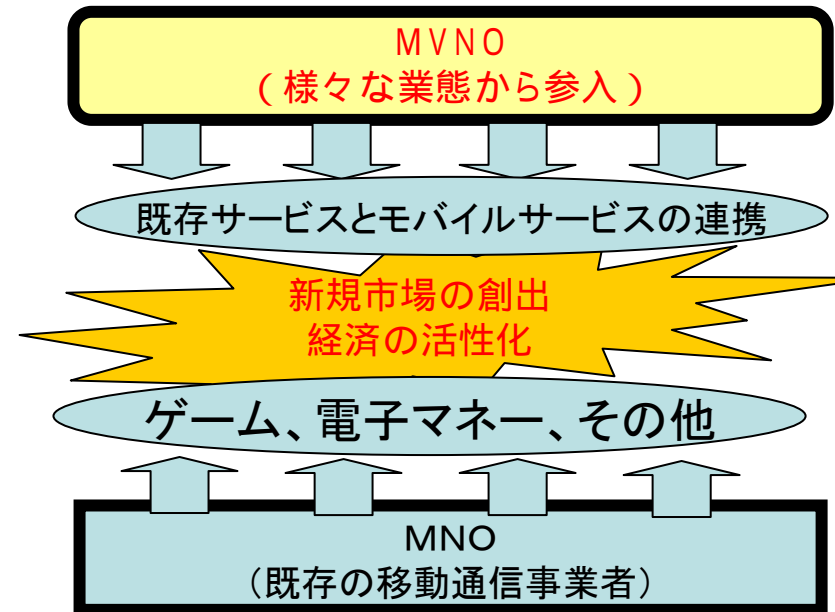 MVNO
(様々な業態から参入)
既存サービスとモバイルサービスの連携
新規市場の創出
経済の活性化
ゲーム、電子マネー、その他
MNO
(既存の移動通信事業者)